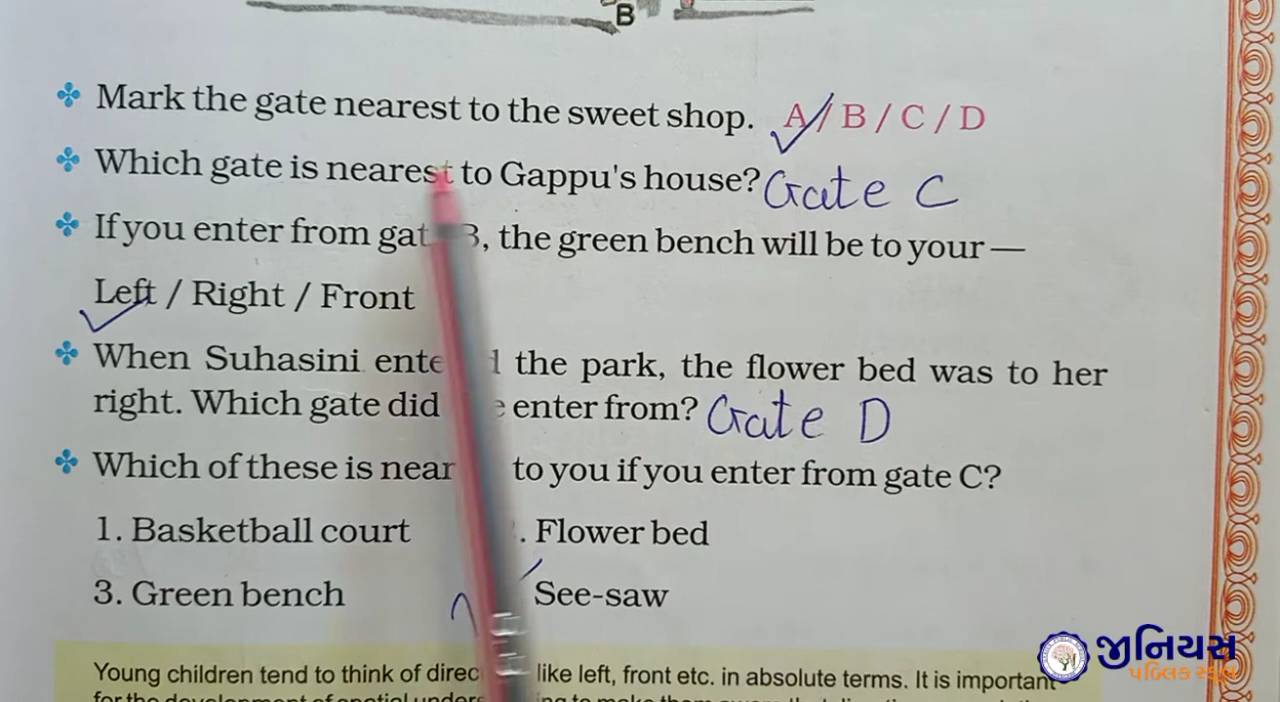 B
Mark the gate nearest to the sweet shop. A / B / C / D
Which gate is nearest to Gappu's house? Gate C
If you enter from gat B, the green bench will be to your —
Left / Right / Front
When Suhasini ente d the park, the flower bed was to her
right. Which gate did e enter from? Gate D
Which of these is near to you if you enter from gate C?
1. Basketball court . Flower bed
3. Green bench See-saw
Young children tend to think of direc like left, front etc. in absolute terms. It is important
જીનિયસ
પબ્લિક સ્કૂલ